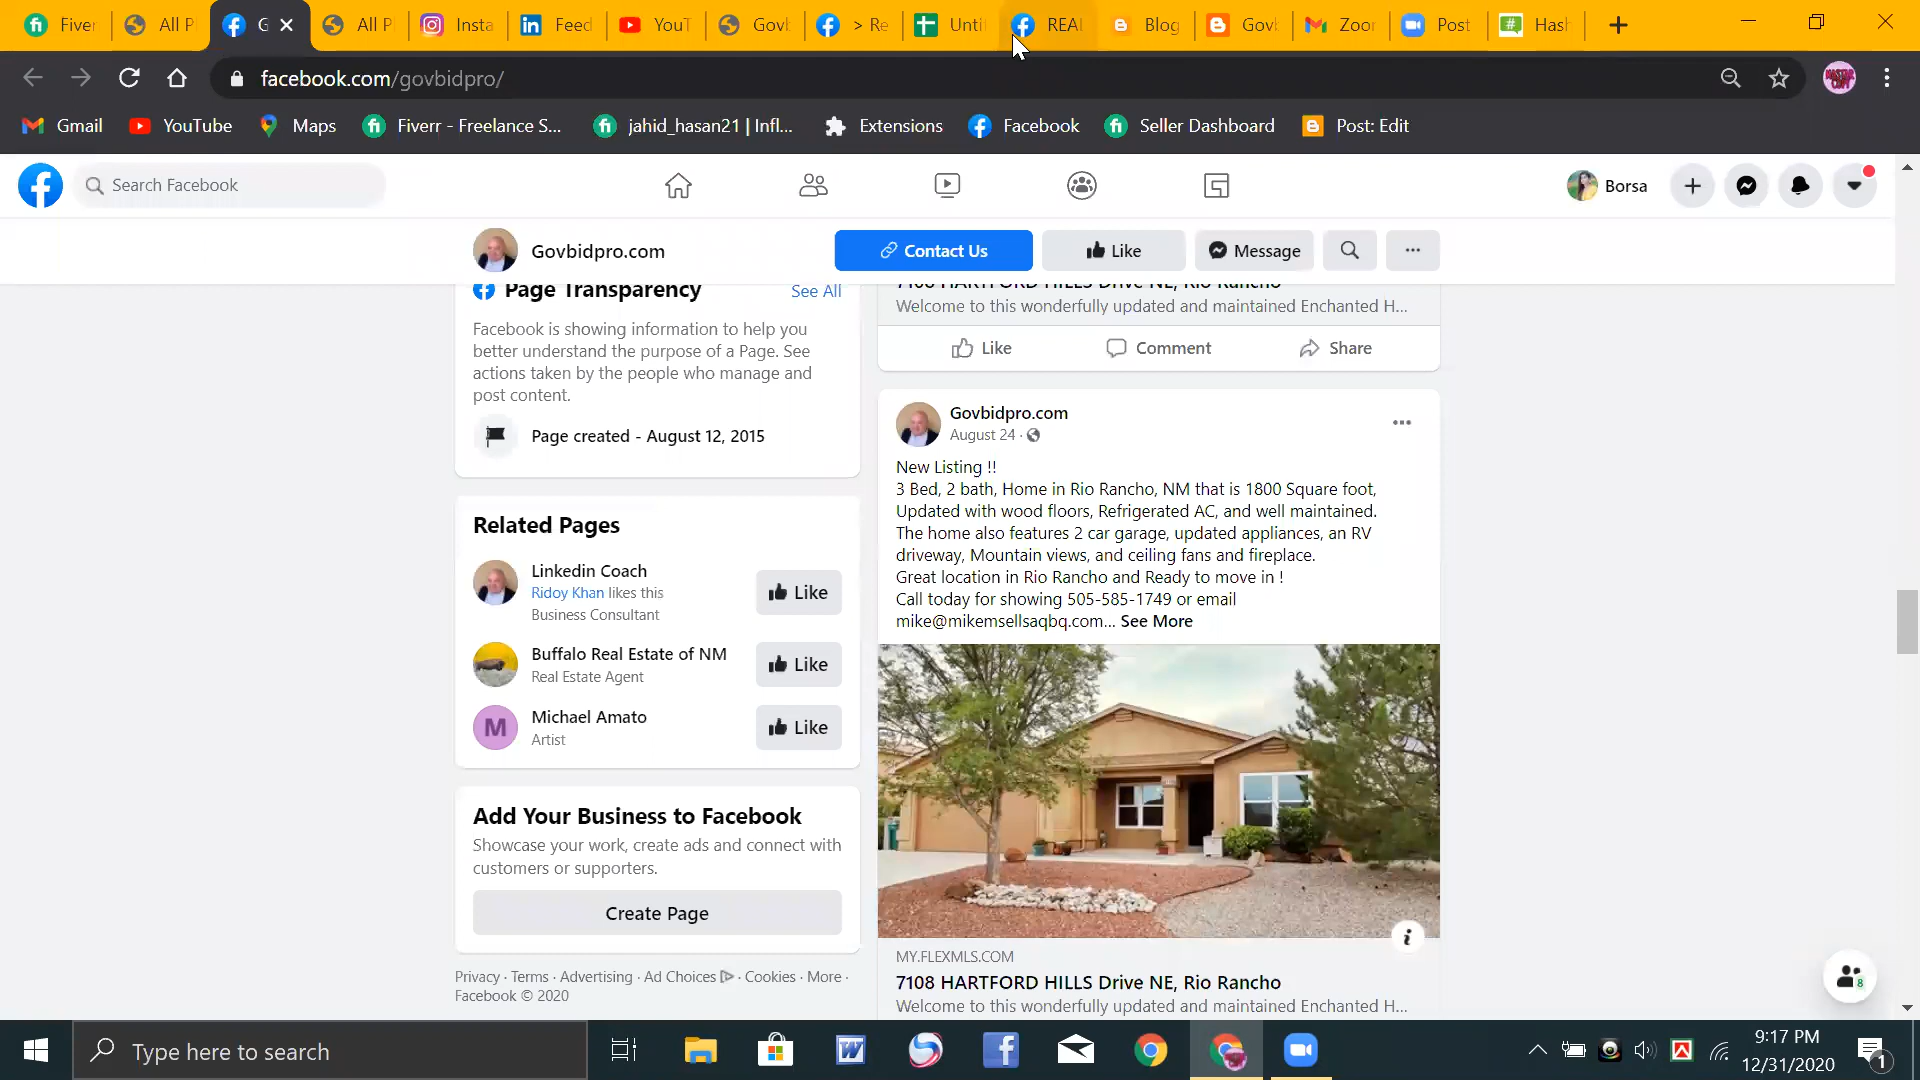 Fiver
All P
G
All P
Insta
Feed
YouT
Govb
> Re
Unti
REAL
Blog
Govb
Zoor
Post
Hash
facebook.com/govbidpro/
Gmail
YouTube
Maps
Fiverr - Freelance S...
jahid_hasan21 | Infl...
Extensions
Facebook
Seller Dashboard
Post: Edit
Search Facebook
Borsa
Govbidpro.com
Contact Us
Like
Message
Page Transparency
See All
Facebook is showing information to help you
better understand the purpose of a Page. See
actions taken by the people who manage and
post content.
Page created - August 12, 2015
Related Pages
Linkedin Coach
Ridoy Khan likes this
Business Consultant
Like
Buffalo Real Estate of NM
Real Estate Agent
Like
M
Michael Amato
Artist
Like
Add Your Business to Facebook
Showcase your work, create ads and connect with
customers or supporters.
Create Page
Privacy · Terms · Advertising · Ad Choices · Cookies · More ·
Facebook © 2020
7108 HARTFORD HILLS Drive NE, Rio Rancho
Welcome to this wonderfully updated and maintained Enchanted H...
Like
Comment
Share
Govbidpro.com
August 24 ·
New Listing !!
3 Bed, 2 bath, Home in Rio Rancho, NM that is 1800 Square foot,
Updated with wood floors, Refrigerated AC, and well maintained.
The home also features 2 car garage, updated appliances, an RV
driveway, Mountain views, and ceiling fans and fireplace.
Great location in Rio Rancho and Ready to move in !
Call today for showing 505-585-1749 or email
mike@mikemsellsaqbq.com... See More
MY.FLEXMLS.COM
7108 HARTFORD HILLS Drive NE, Rio Rancho
Welcome to this wonderfully updated and maintained Enchanted H...
8
Type here to search
9:17 PM
12/31/2020
1